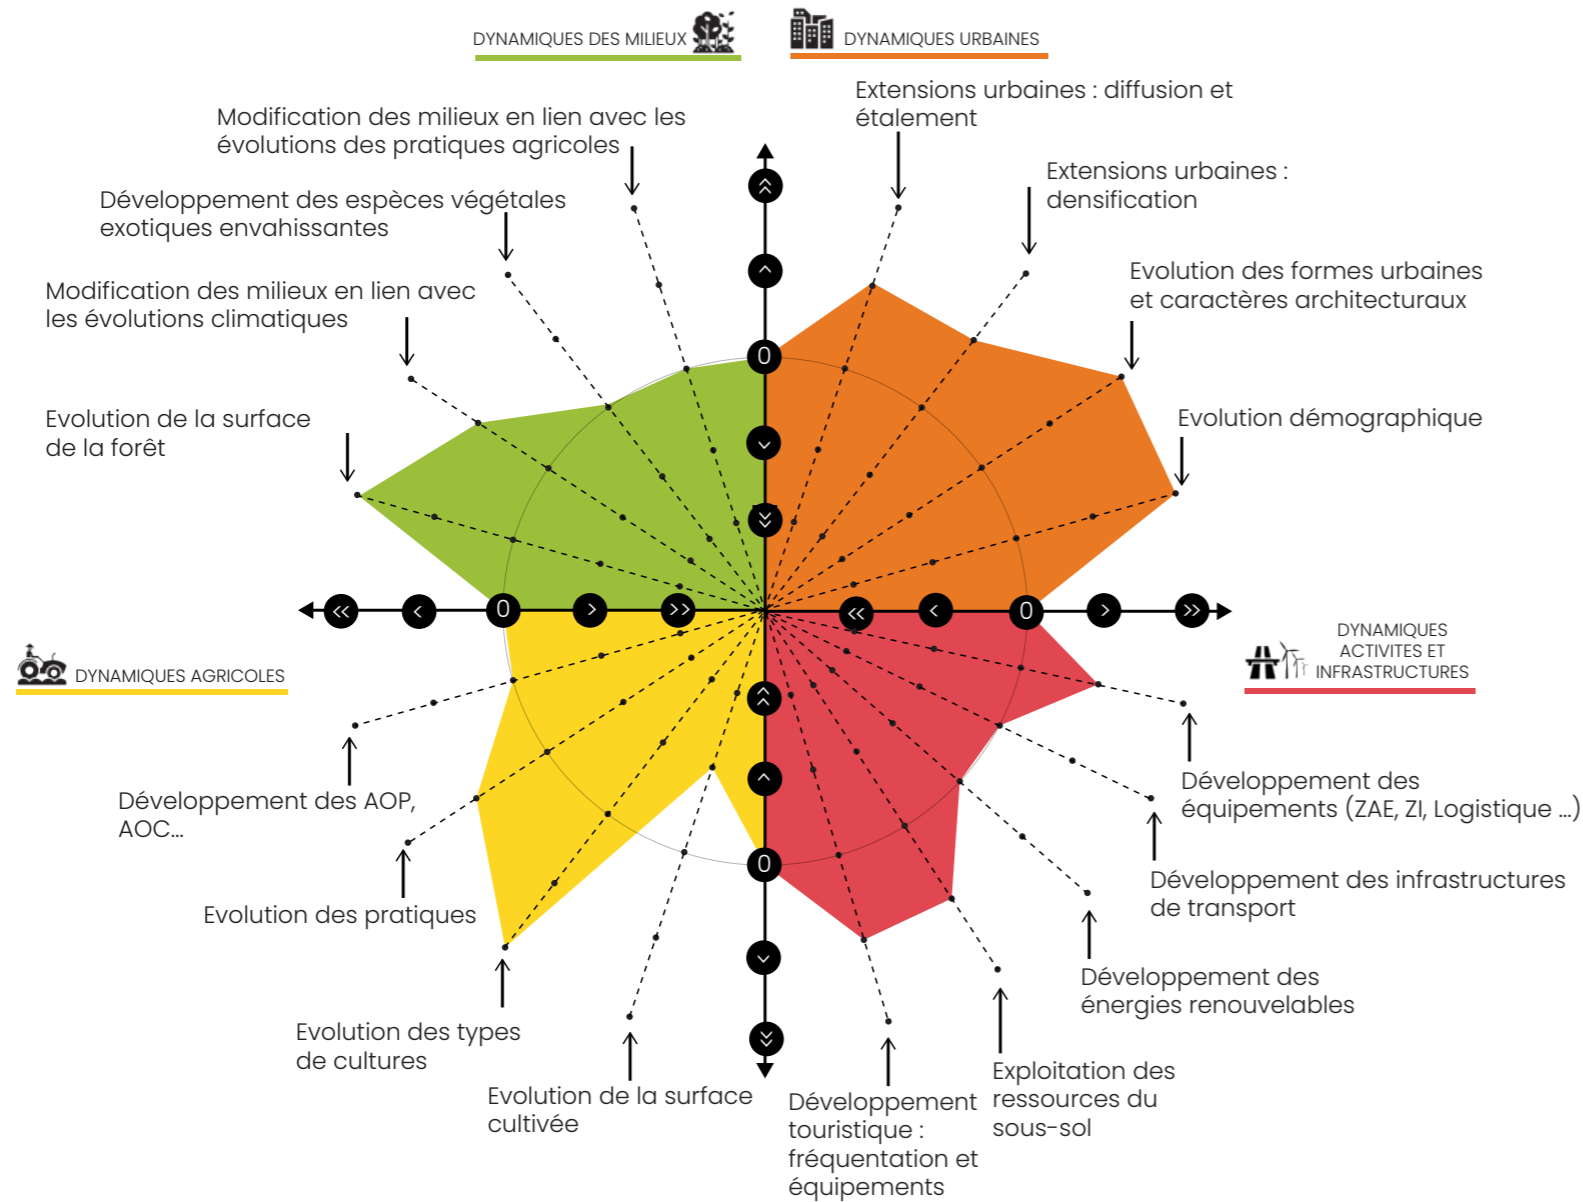 DYNAMIQUES DES MILIEUX
DYNAMIQUES URBAINES
Modification des milieux en lien avec les
évolutions des pratiques agricoles
Extensions urbaines : diffusion et
étalement
Développement des espèces végétales
exotiques envahissantes
Extensions urbaines :
densification
Modification des milieux en lien avec
les évolutions climatiques
Evolution des formes urbaines
et caractères architecturaux
Evolution de la surface
de la forêt
Evolution démographique
0
<<
<
0
>
>>
<<
<
0
>
>>
DYNAMIQUES AGRICOLES
DYNAMIQUES
ACTIVITES ET
INFRASTRUCTURES
0
Développement des AOP,
AOC...
Développement des
équipements (ZAE, ZI, Logistique ...)
Evolution des pratiques
Développement des infrastructures
de transport
Evolution des types
de cultures
Développement des
énergies renouvelables
Evolution de la surface
cultivée
Développement
touristique :
fréquentation et
équipements
Exploitation des
ressources du
sous-sol